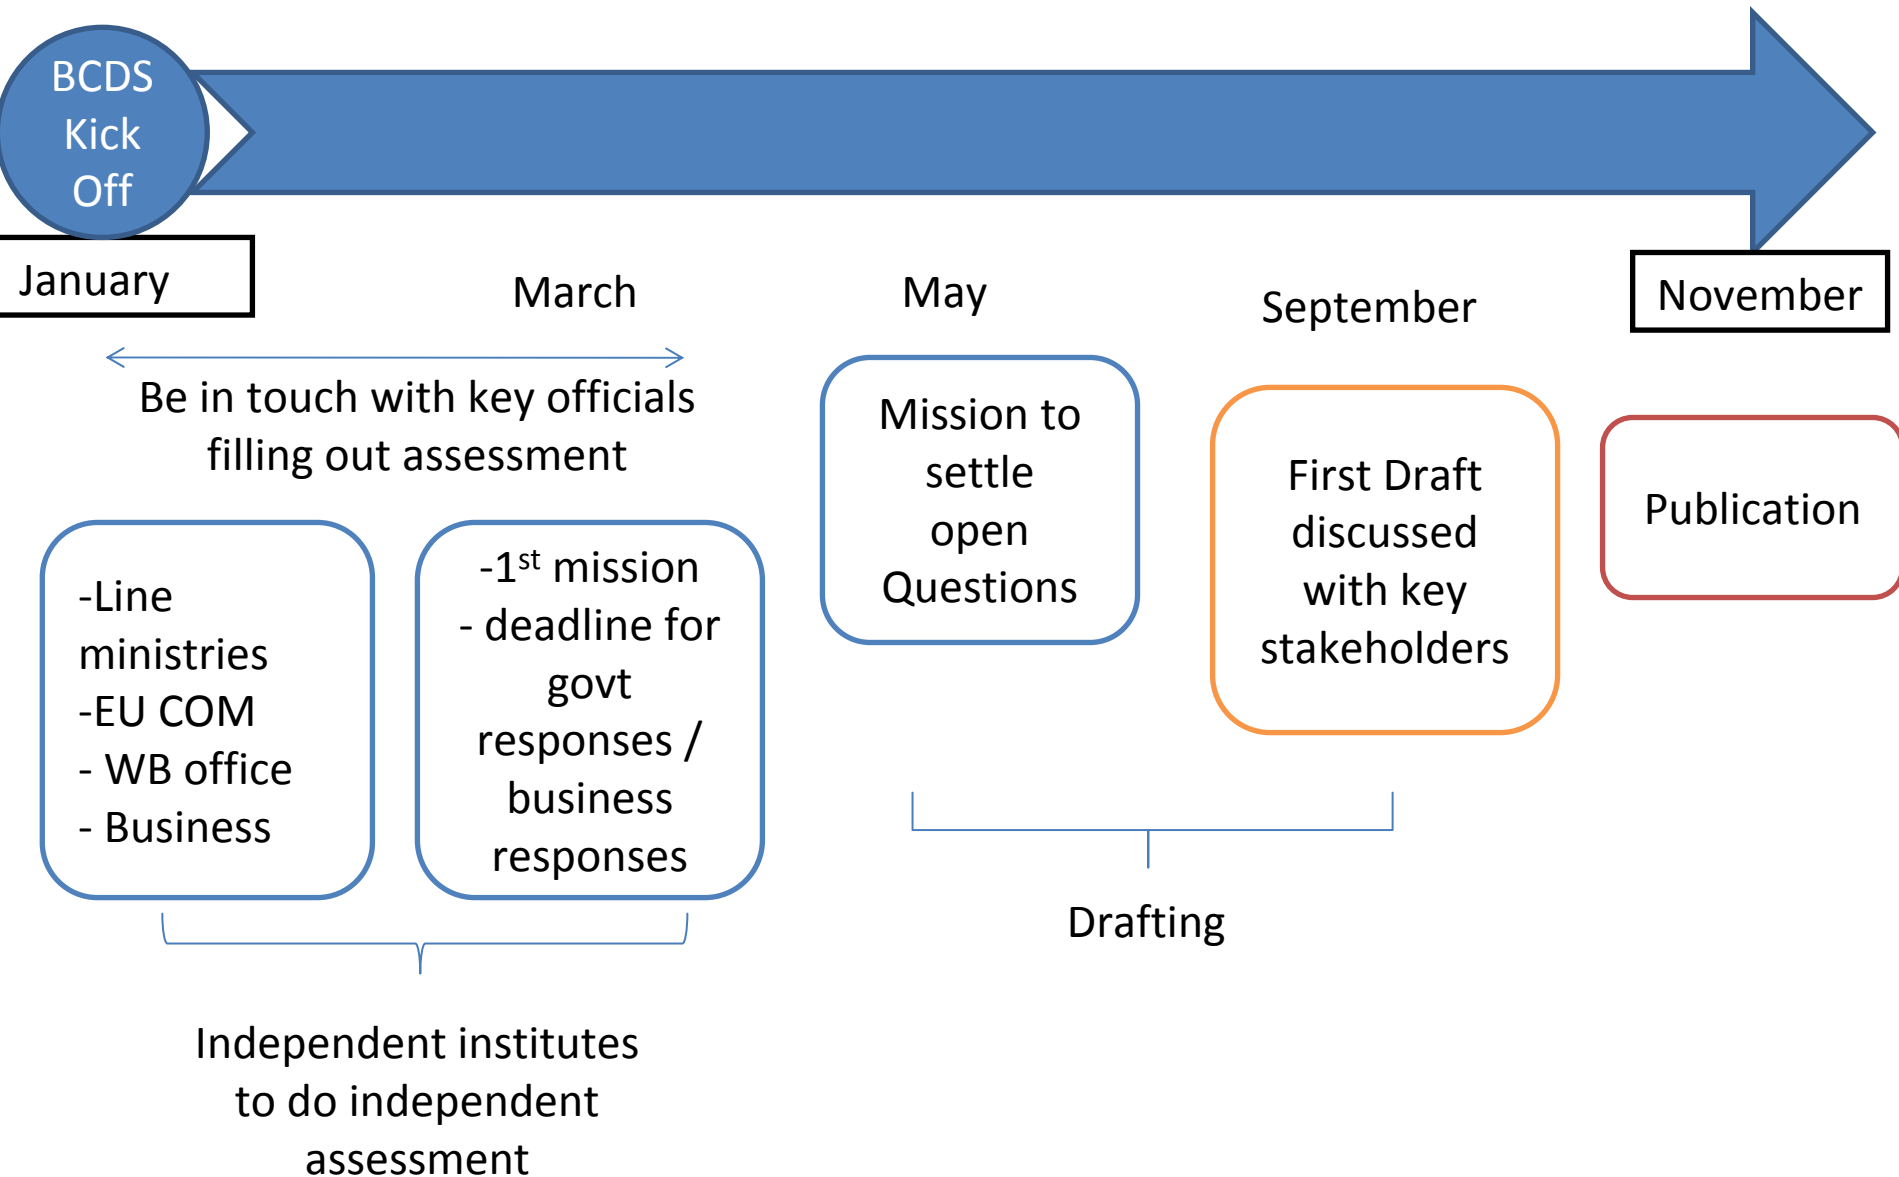 BCDS
Kick
Off
January
March
May
September
November
Be in touch with key officials
filling out assessment
-Line
ministries
-EU COM
- WB office
- Business
-1st mission
- deadline for
govt
responses /
business
responses
Mission to
settle
open
Questions
First Draft
discussed
with key
stakeholders
Publication
Drafting
Independent institutes
to do independent
assessment